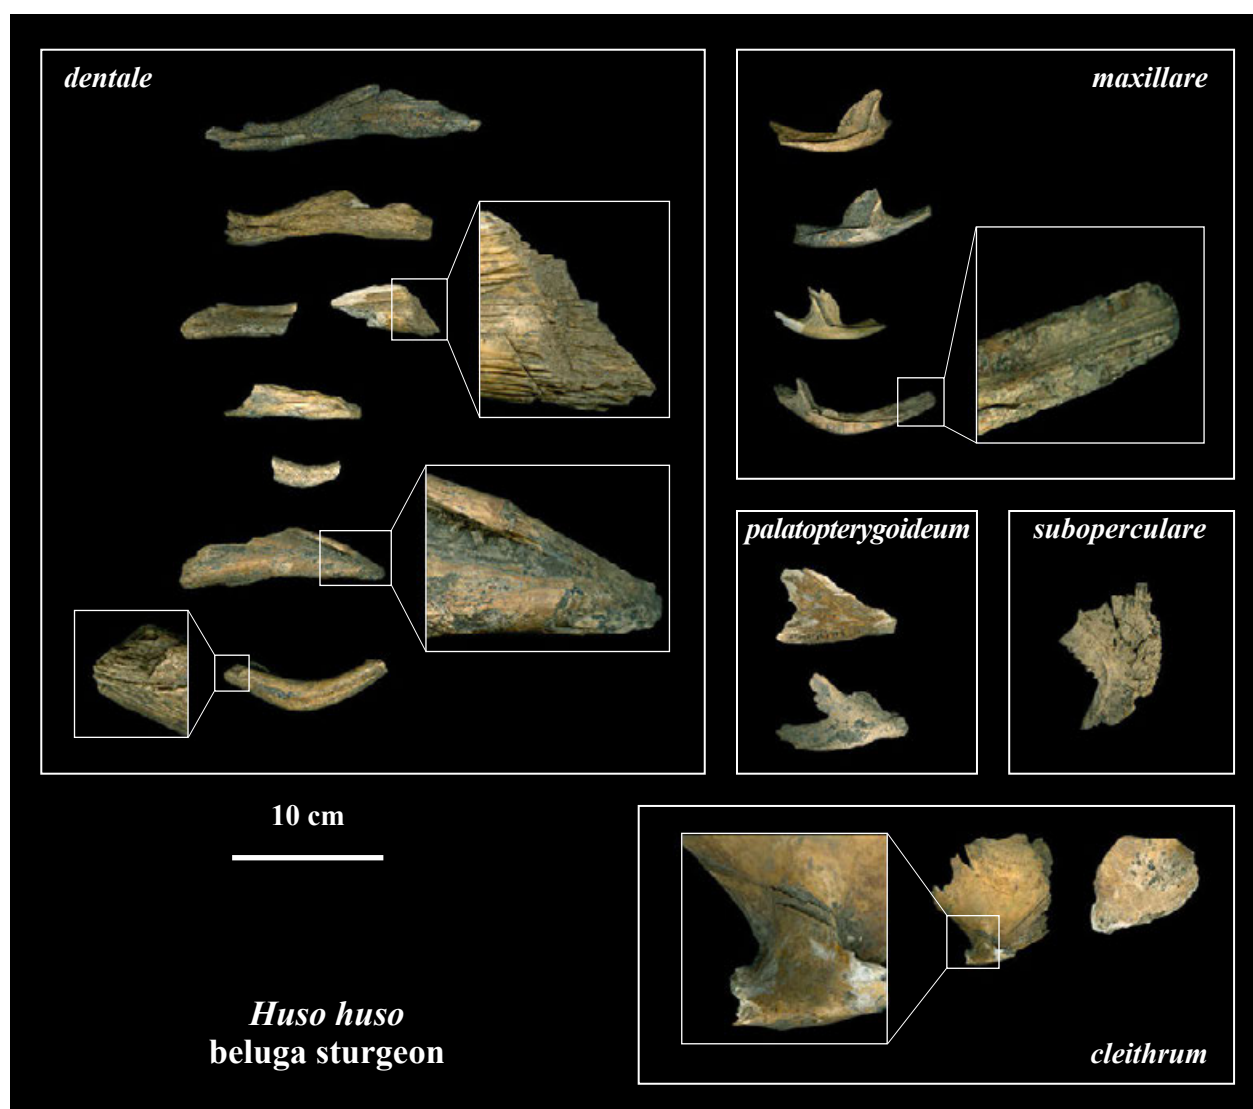 dentale
maxillare
palatopterygoideum
suboperculare
10 cm
Huso huso
beluga sturgeon
cleithrum